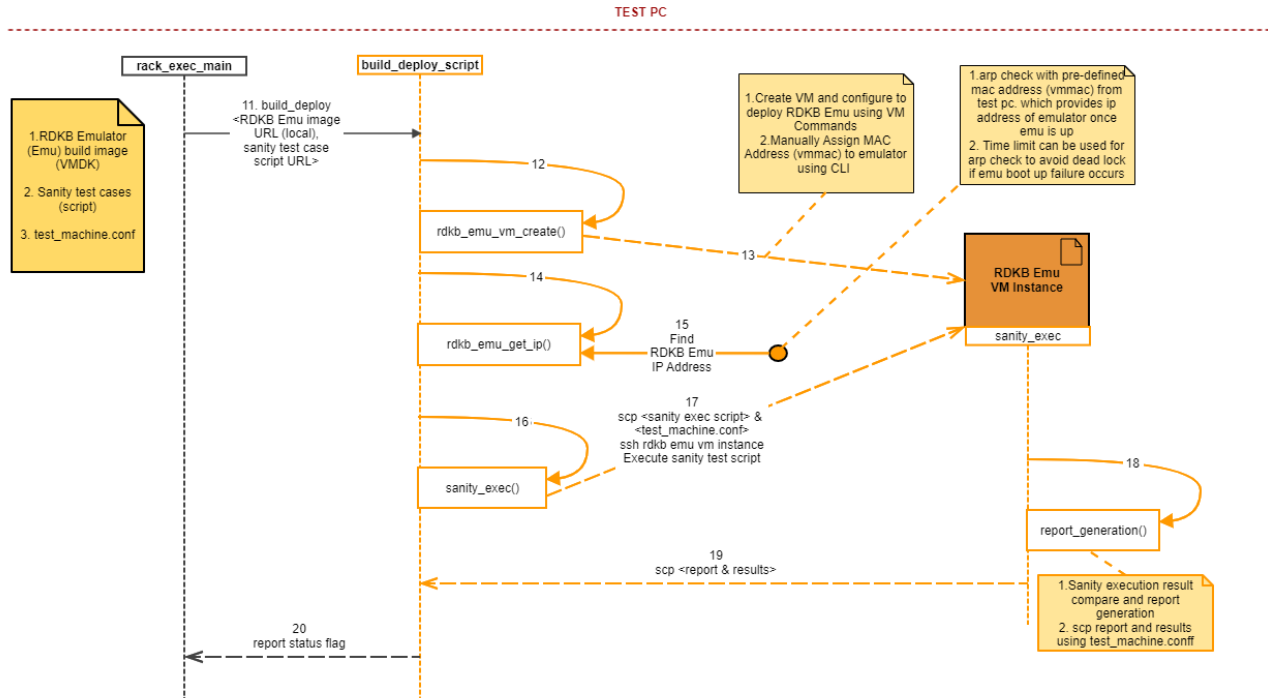 TEST PC
rack_exec_main
build_deploy_script
1.RDKB Emulator
(Emu) build image
(VMDK)
2. Sanity test cases
(script)
3. test_machine.conf
11. build_deploy
<RDKB Emu image
URL (local),
sanity test case
script URL>
1.Create VM and configure to
deploy RDKB Emu using VM
Commands
2.Manually Assign MAC
Address (vmmac) to emulator
using CLI
1.arp check with pre-defined
mac address (vmmac) from
test pc. which provides ip
address of emulator once
emu is up
2. Time limit can be used for
arp check to avoid dead lock
if emu boot up failure occurs
12
rdkb_emu_vm_create()
13
RDKB Emu
VM Instance
sanity_exec
14
rdkb_emu_get_ip()
15
Find
RDKB Emu
IP Address
16
sanity_exec()
17
scp <sanity exec script> &
<test_machine.conf>
ssh rdkb emu vm instance
Execute sanity test script
18
report_generation()
19
scp <report & results>
1.Sanity execution result
compare and report
generation
2. scp report and results
using test_machine.conff
20
report status flag